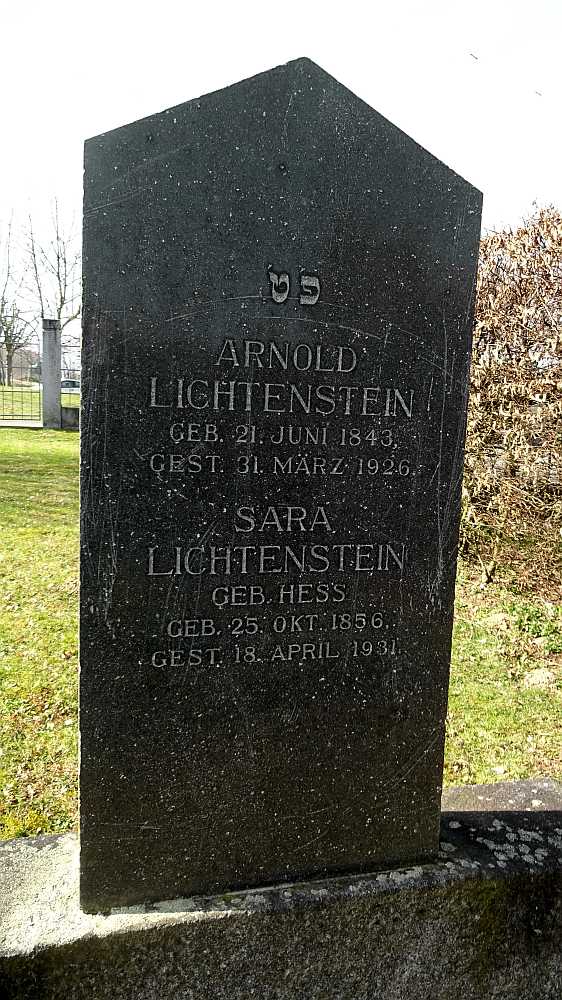 פ ט
ARNOLD
LICHTENSTEIN
GEB. 21. JUNI 1843,
GEST. 31. MÄRZ 1926.
SARA
LICHTENSTEIN
GEB. HESS
GEB. 25. OKT. 1856,
GEST. 18. APRIL 1931.